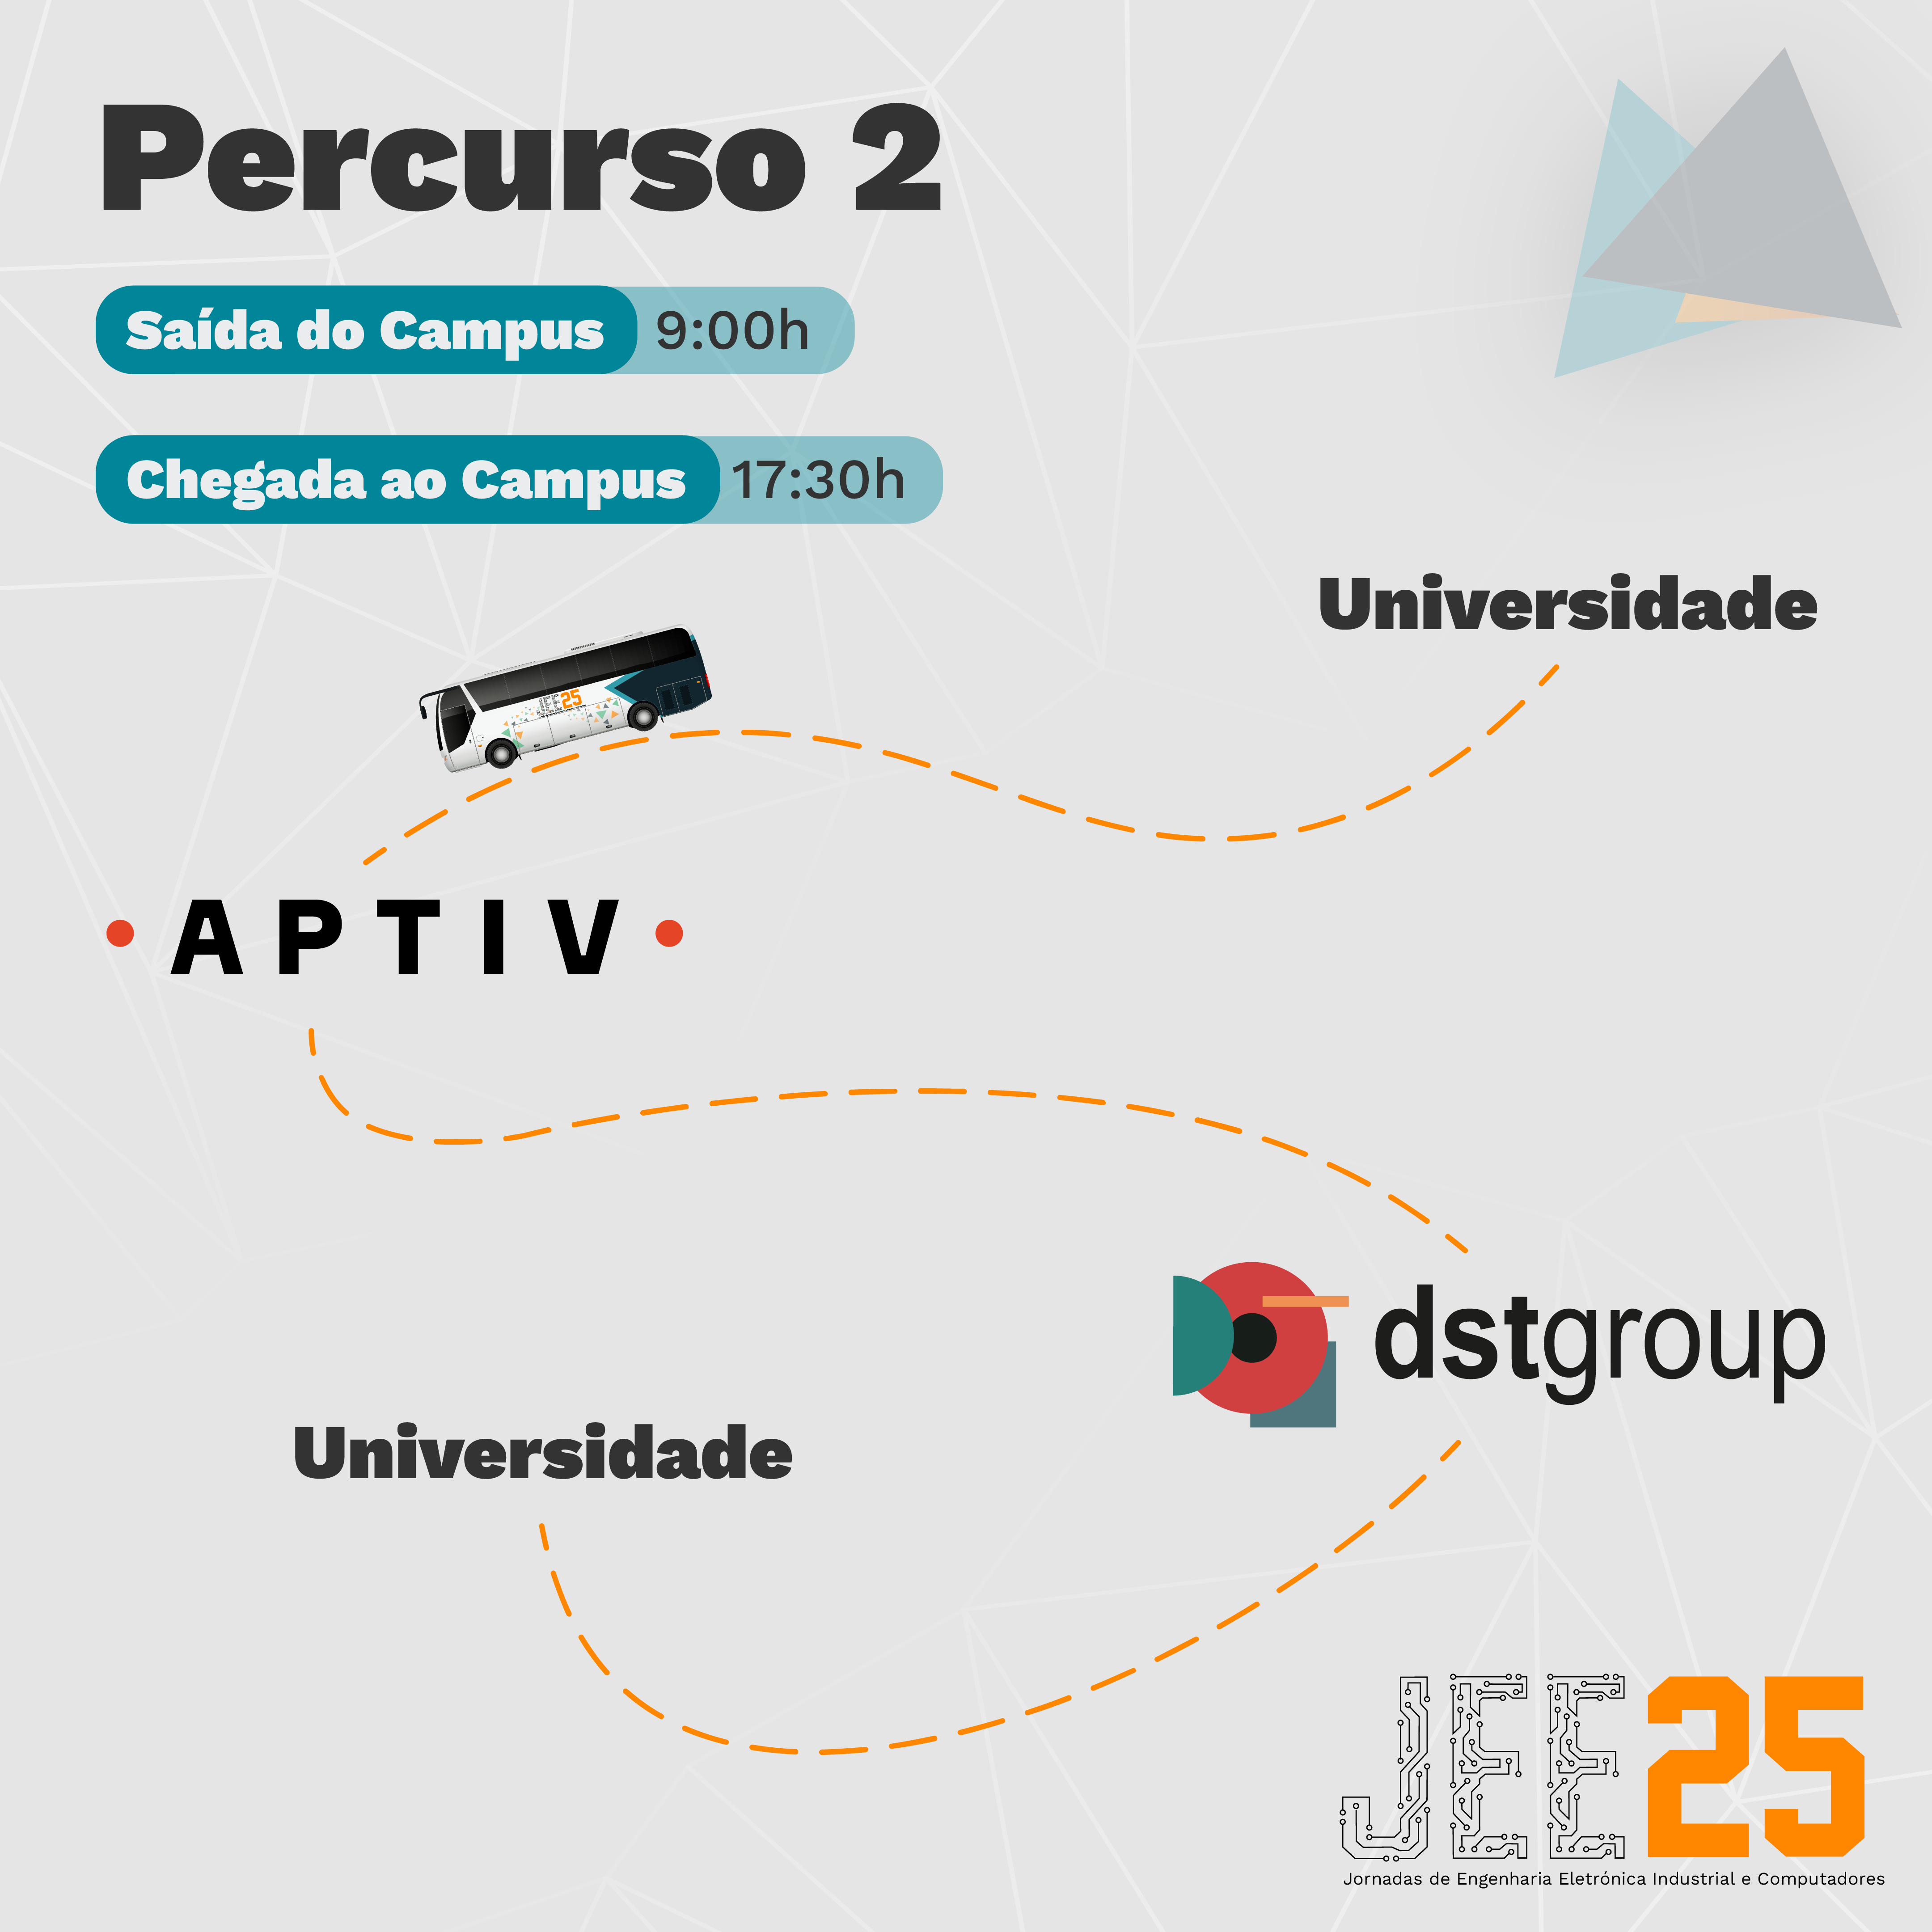 Percurso 2
Saída do Campus 9:00h
Chegada ao Campus 17:30h
Universidade
JEE25
APTIV
dstgroup
Universidade
JEE25
Jornadas de Engenharia Eletrónica Industrial e Computadores